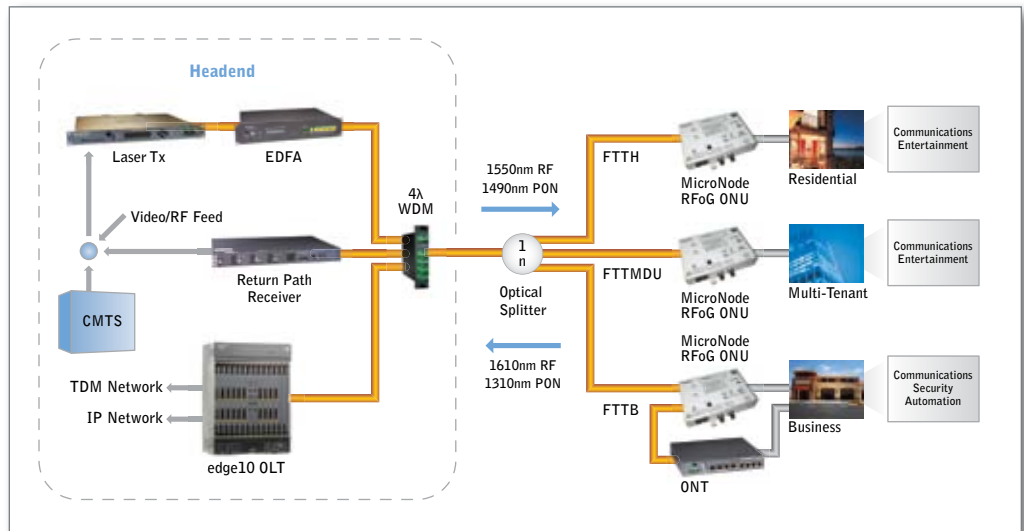 Headend
Laser Tx
EDFA
Video/RF Feed
Return Path
Receiver
CMTS
TDM Network
IP Network
edge10 OLT
4λ
WDM
1550nm RF
1490nm PON
1
n
Optical
Splitter
1610nm RF
1310nm PON
FTTH
MicroNode
RFoG ONU
Residential
Communications
Entertainment
FTTMDU
MicroNode
RFoG ONU
Multi-Tenant
Communications
Entertainment
MicroNode
RFoG ONU
FTTB
ONT
Business
Communications
Security
Automation